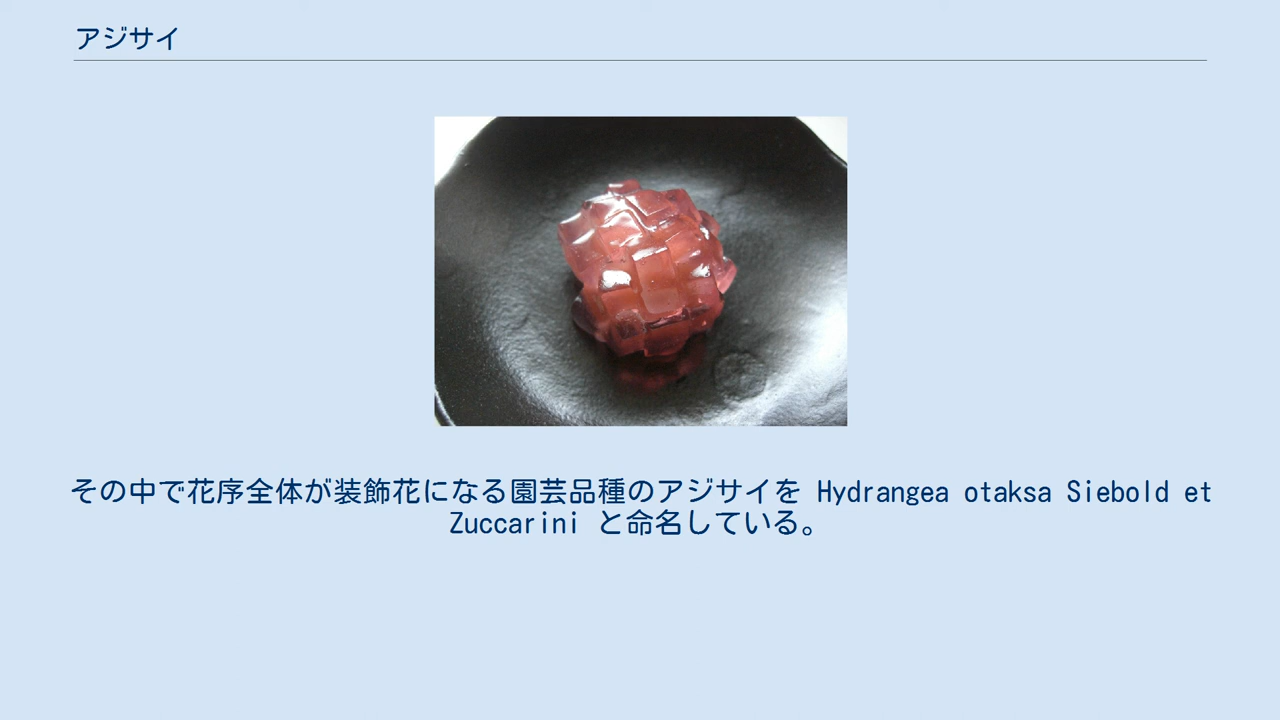 アジサイ
その中で花序全体が装飾花になる園芸品種のアジサイを Hydrangea otaksa Siebold et
Zuccarini と命名している。